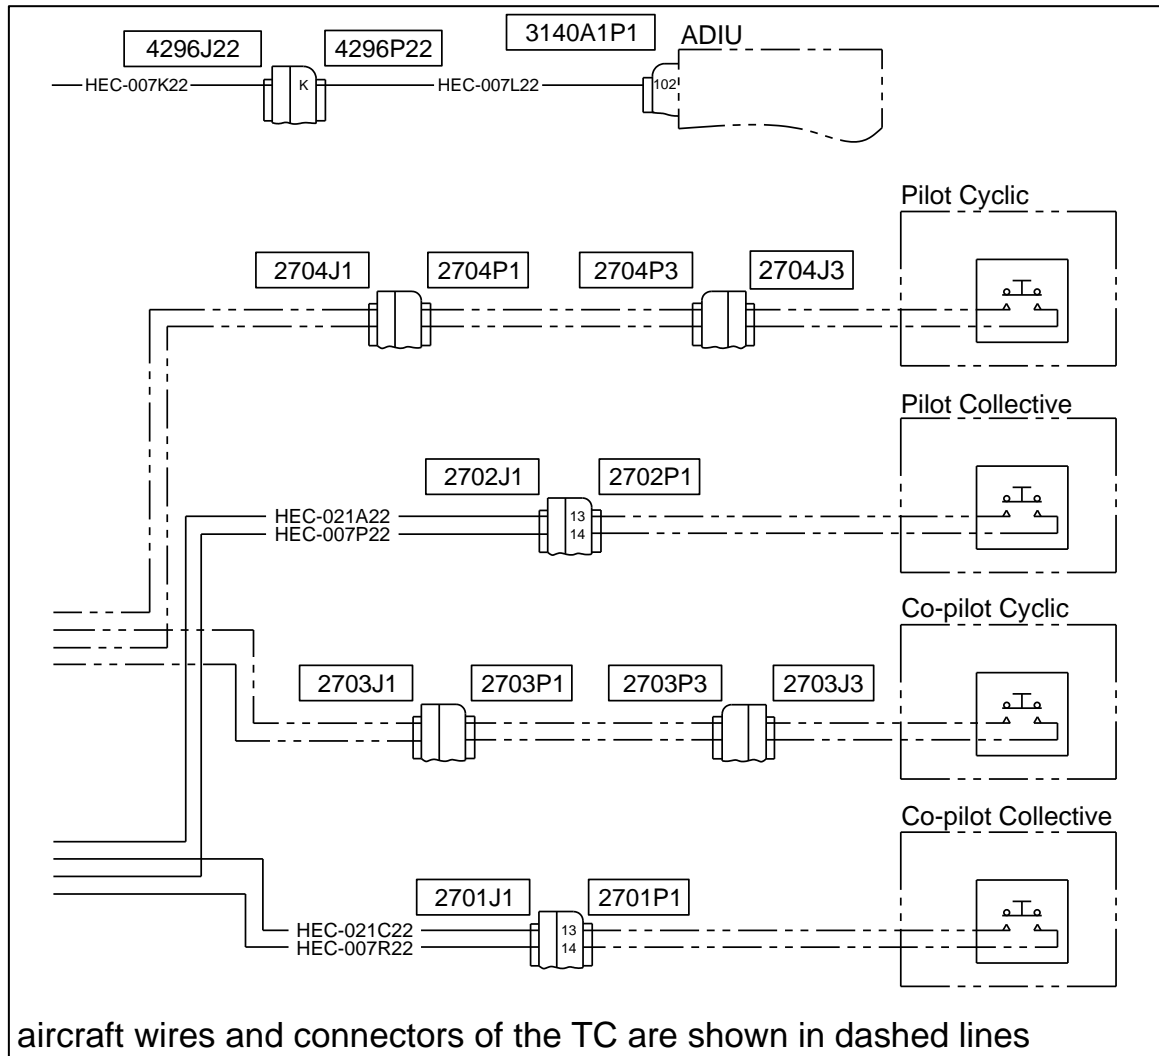 4296J22 4296P22 3140A1P1 ADIU
HEC-007K22 K HEC-007L22 102
Pilot Cyclic
2704J1 2704P1 2704P3 2704J3
Pilot Collective
2702J1 2702P1
HEC-021A22 13
HEC-007P22 14
Co-pilot Cyclic
2703J1 2703P1 2703P3 2703J3
Co-pilot Collective
2701J1 2701P1
HEC-021C22 13
HEC-007R22 14
aircraft wires and connectors of the TC are shown in dashed lines